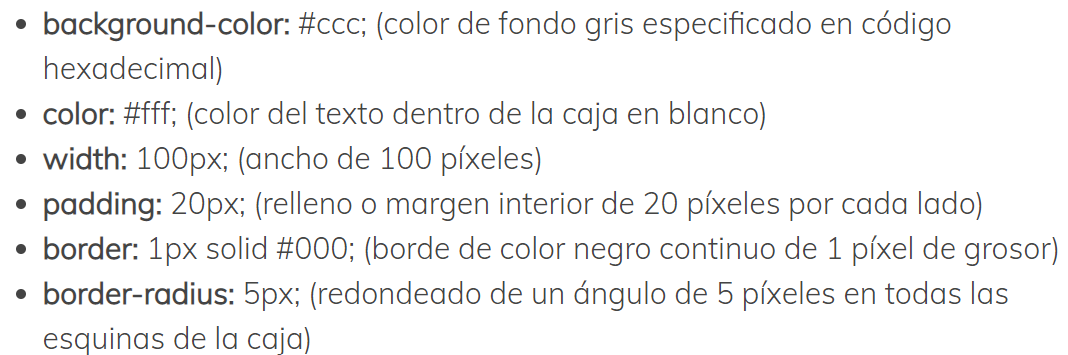 • background-color: #ccc; (color de fondo gris especificado en código
hexadecimal)
• color: #fff; (color del texto dentro de la caja en blanco)
• width: 100px; (ancho de 100 píxeles)
• padding: 20px; (relleno o margen interior de 20 píxeles por cada lado)
• border: 1px solid #000; (borde de color negro continuo de 1 píxel de grosor)
• border-radius: 5px; (redondeado de un ángulo de 5 píxeles en todas las
esquinas de la caja)